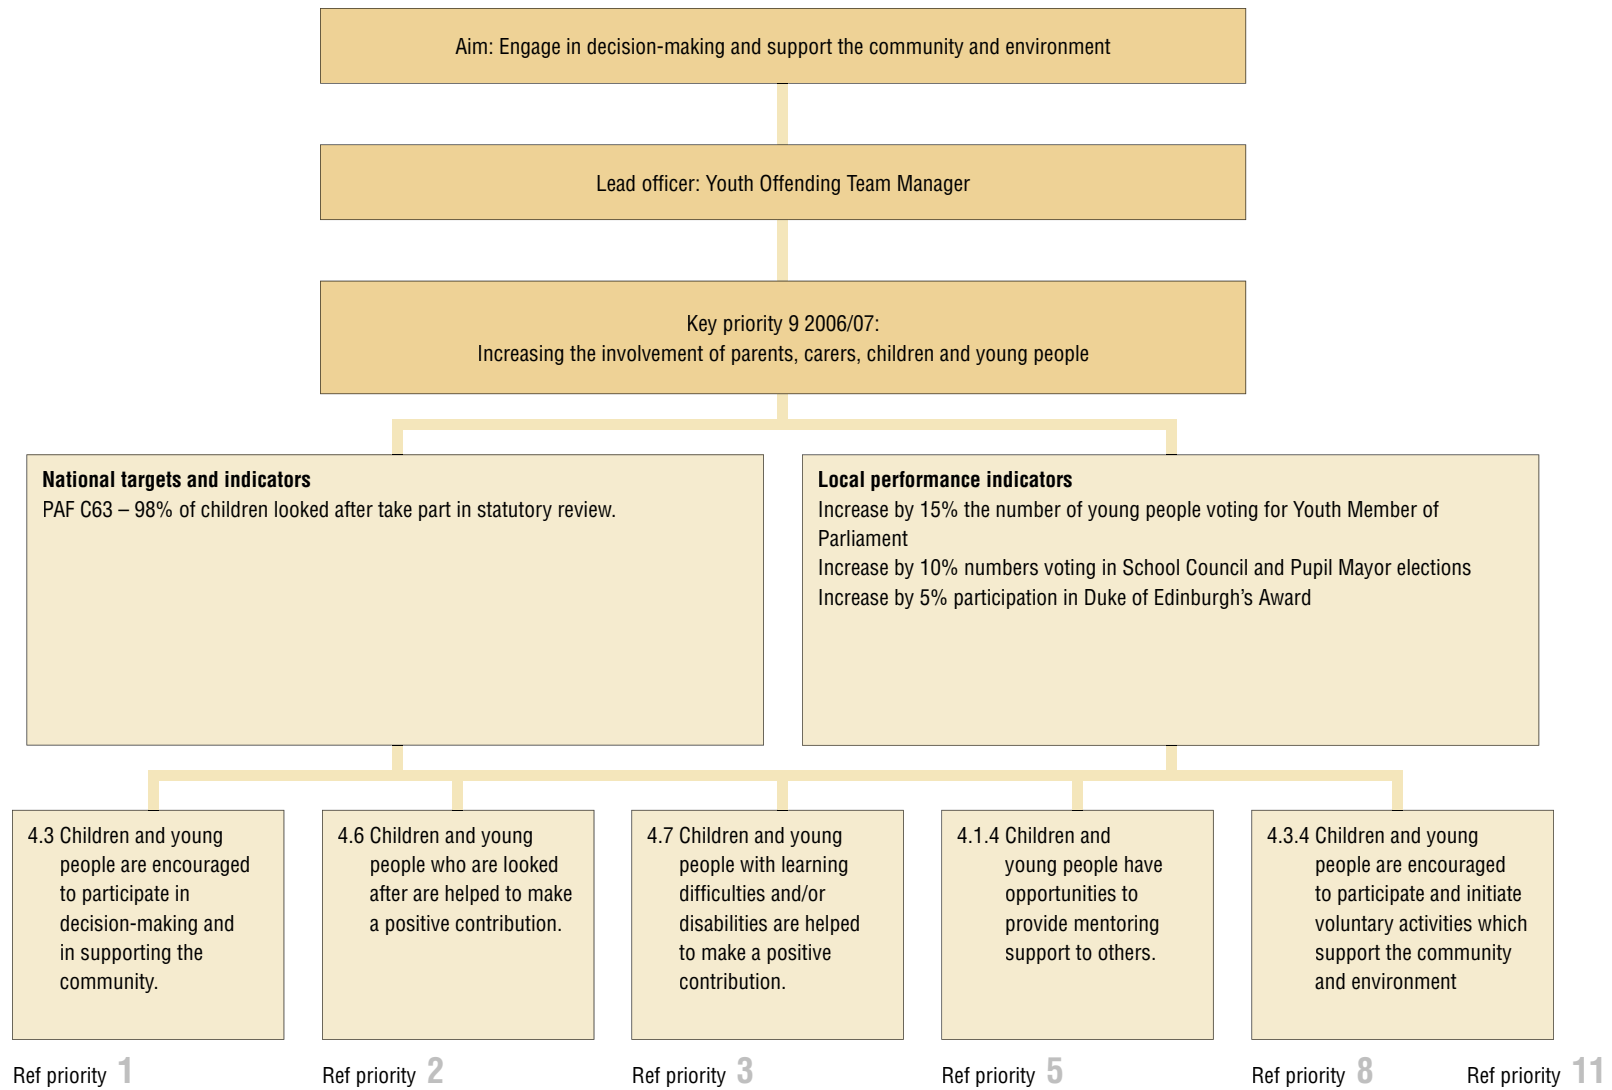 Aim: Engage in decision-making and support the community and environment
Lead officer: Youth Offending Team Manager
Key priority 9 2006/07:
Increasing the involvement of parents, carers, children and young people
National targets and indicators
PAF C63 – 98% of children looked after take part in statutory review.
Local performance indicators
Increase by 15% the number of young people voting for Youth Member of
Parliament
Increase by 10% numbers voting in School Council and Pupil Mayor elections
Increase by 5% participation in Duke of Edinburgh's Award
4.3 Children and young
people are encouraged
to participate in
decision-making and
in supporting the
community.
4.6 Children and young
people who are looked
after are helped to make
a positive contribution.
4.7 Children and young
people with learning
difficulties and/or
disabilities are helped
to make a positive
contribution.
4.1.4 Children and
young people have
opportunities to
provide mentoring
support to others.
4.3.4 Children and young
people are encouraged
to participate and initiate
voluntary activities which
support the community
and environment
Ref priority 1
Ref priority 2
Ref priority 3
Ref priority 5
Ref priority 8
Ref priority 11